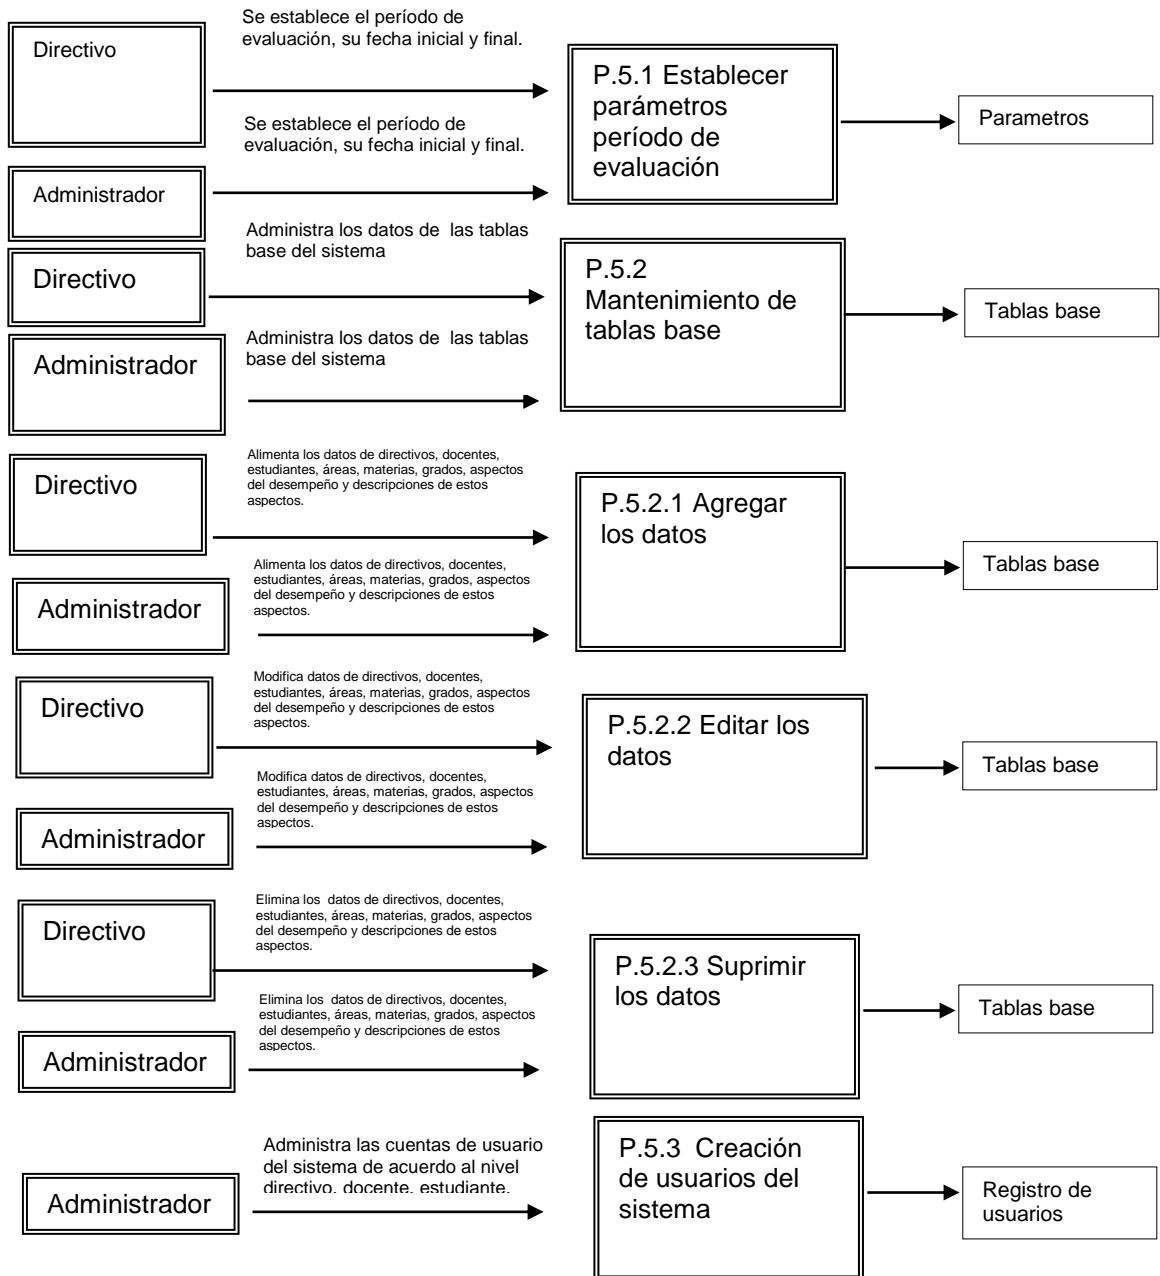 Se establece el período de
evaluación, su fecha inicial y final.
Directivo
P.5.1 Establecer
parámetros
período de
evaluación
Parametros
Se establece el período de
evaluación, su fecha inicial y final.
Administrador
Administra los datos de  las tablas
base del sistema
Directivo
P.5.2
Mantenimiento de
tablas base
Tablas base
Administra los datos de  las tablas
base del sistema
Administrador
Alimenta los datos de directivos, docentes,
estudiantes, áreas, materias, grados, aspectos
del desempeño y descripciones de estos
aspectos.
Directivo
P.5.2.1 Agregar
los datos
Tablas base
Alimenta los datos de directivos, docentes,
estudiantes, áreas, materias, grados, aspectos
del desempeño y descripciones de estos
aspectos.
Administrador
Modifica datos de directivos, docentes,
estudiantes, áreas, materias, grados, aspectos
del desempeño y descripciones de estos
aspectos.
Directivo
P.5.2.2 Editar los
datos
Tablas base
Modifica datos de directivos, docentes,
estudiantes, áreas, materias, grados, aspectos
del desempeño y descripciones de estos
aspectos.
Administrador
Elimina los  datos de directivos, docentes,
estudiantes, áreas, materias, grados, aspectos
del desempeño y descripciones de estos
aspectos.
Directivo
P.5.2.3 Suprimir
los datos
Tablas base
Elimina los  datos de directivos, docentes,
estudiantes, áreas, materias, grados, aspectos
del desempeño y descripciones de estos
aspectos.
Administrador
Administra las cuentas de usuario
del sistema de acuerdo al nivel
directivo, docente, estudiante.
Administrador
P.5.3  Creación
de usuarios del
sistema
Registro de
usuarios